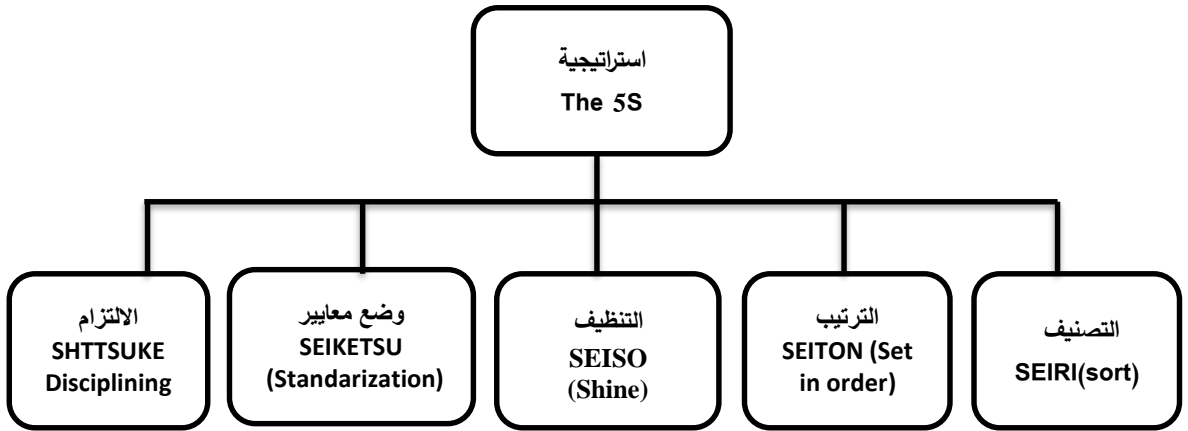 استراتيجية
The 5S
التصنيف
SEIRI(sort)
الترتيب
SEITON (Set
in order)
التنظيف
SEISO
(Shine)
وضع معايير
SEIKETSU
(Standarization)
الالتزام
SHTTSUKE
Disciplining